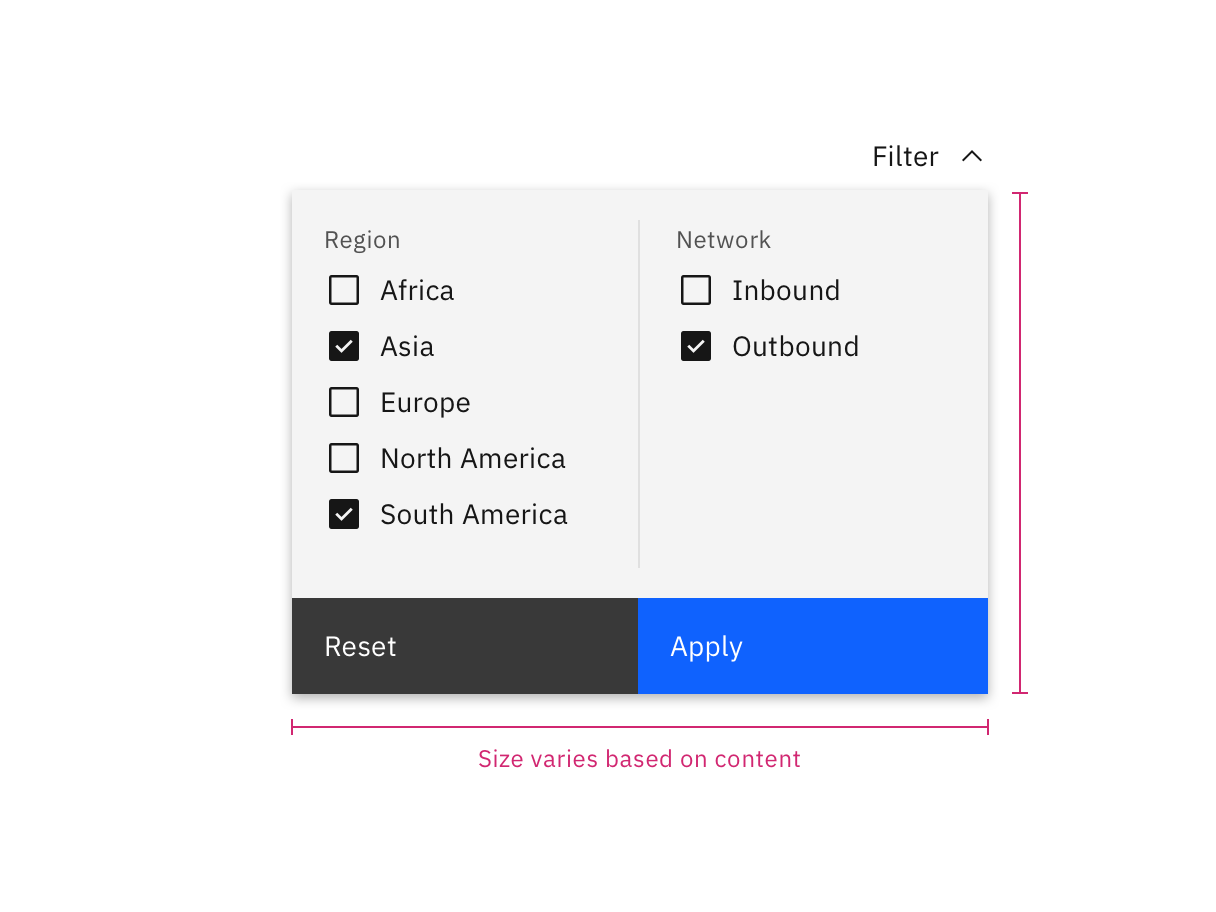 Filter
Region
Africa
Asia
Europe
North America
South America
Network
Inbound
Outbound
Reset
Apply
Size varies based on content